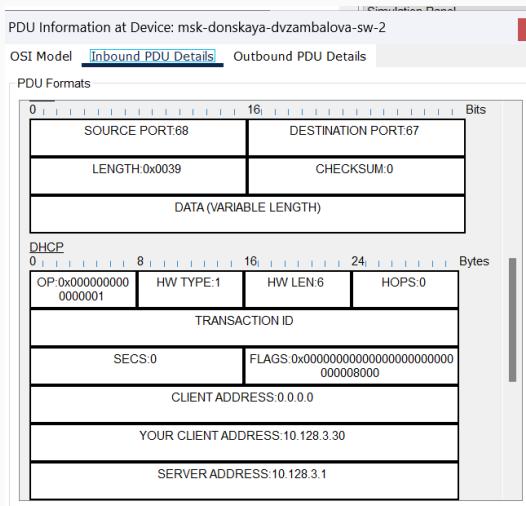 Simulation Panel
PDU Information at Device: msk-donskaya-dvzambalova-sw-2
OSI Model Inbound PDU Details Outbound PDU Details
PDU Formats
0 16 Bits
SOURCE PORT:68 DESTINATION PORT:67
LENGTH:0x0039 CHECKSUM:0
DATA (VARIABLE LENGTH)
DHCP
0 8 16 24 Bytes
OP:0x000000000 HW TYPE:1 HW LEN:6 HOPS:0
0000001
TRANSACTION ID
SECS:0 FLAGS:0x00000000000000000000000
000008000
CLIENT ADDRESS:0.0.0.0
YOUR CLIENT ADDRESS:10.128.3.30
SERVER ADDRESS:10.128.3.1